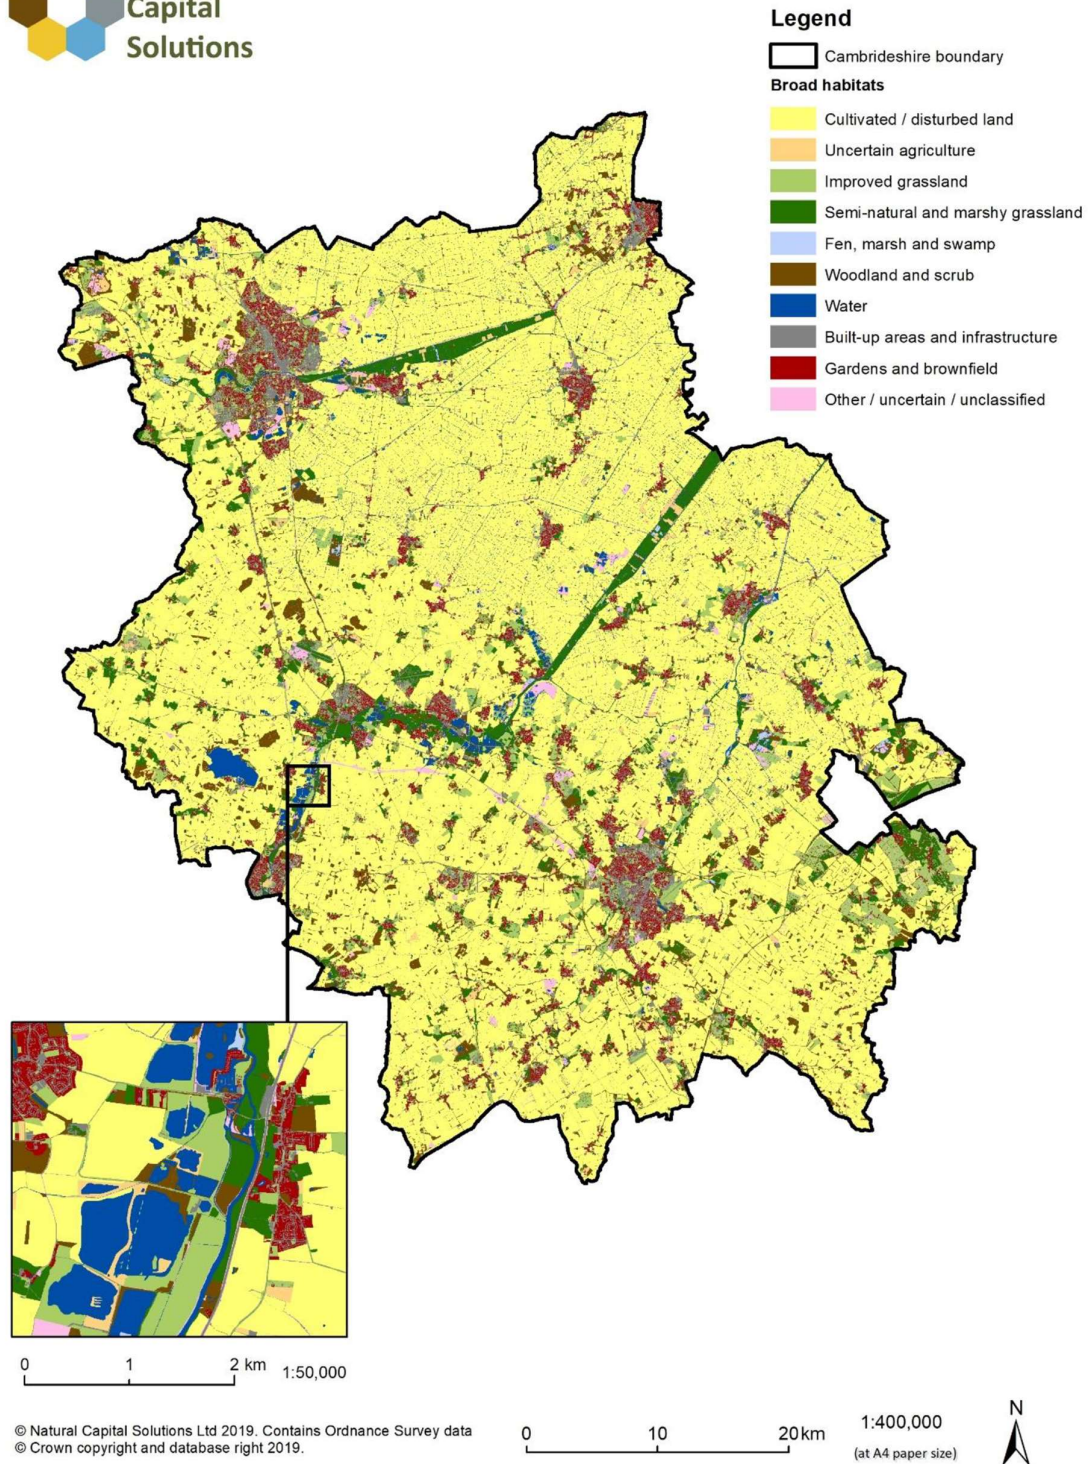 Capital
Solutions
Legend
Cambrideshire boundary
Broad habitats
Cultivated / disturbed land
Uncertain agriculture
Improved grassland
Semi-natural and marshy grassland
Fen, marsh and swamp
Woodland and scrub
Water
Built-up areas and infrastructure
Gardens and brownfield
Other / uncertain / unclassified
0 1 2 km 1:50,000
© Natural Capital Solutions Ltd 2019. Contains Ordnance Survey data
© Crown copyright and database right 2019.
0 10 20km
1:400,000
(at A4 paper size)
N